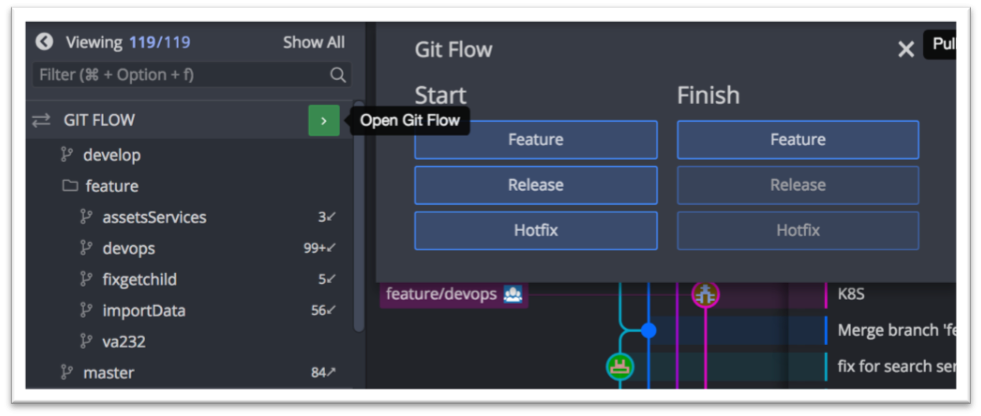 Viewing 119/119 Show All
Filter (⌘ + Option + f)
GIT FLOW
Open Git Flow
develop
feature
assetsServices 3↙
devops 99+↙
fixgetchild 5↙
importData 56↙
va232
master 84↗
Git Flow
Pul
Start Finish
Feature Feature
Release Release
Hotfix Hotfix
feature/devops K8S
Merge branch 'fe
fix for search ser